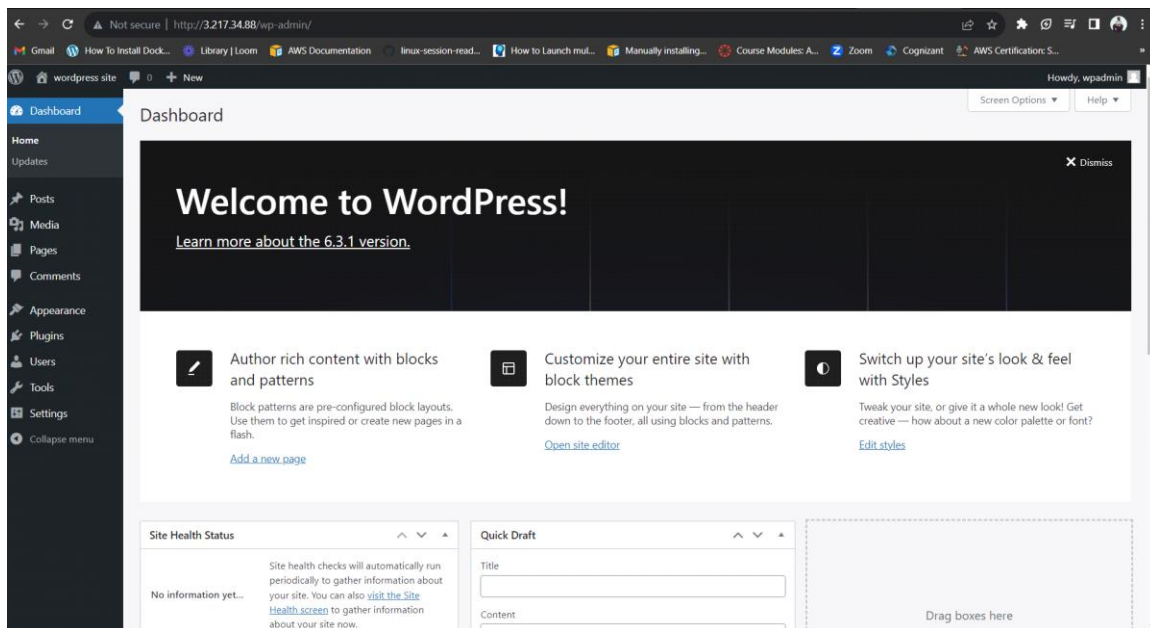 Not secure | http://3.217.34.88/wp-admin/
Gmail How To Install Dock... Library | Loom AWS Documentation linux-session-read... How to Launch mul... Manually installing... Course Modules: A... Zoom Cognizant AWS Certification: S... »
wordpress site 0 + New Howdy, wpadmin
Dashboard
Home
Updates
Posts
Media
Pages
Comments
Appearance
Plugins
Users
Tools
Settings
Collapse menu
Screen Options ▼ Help ▼
Dashboard
Dismiss
Welcome to WordPress!
Learn more about the 6.3.1 version.
Author rich content with blocks
and patterns
Block patterns are pre-configured block layouts.
Use them to get inspired or create new pages in a
flash.
Add a new page
Customize your entire site with
block themes
Design everything on your site — from the header
down to the footer, all using blocks and patterns.
Open site editor
Switch up your site's look & feel
with Styles
Tweak your site, or give it a whole new look! Get
creative — how about a new color palette or font?
Edit styles
Site Health Status
No information yet...
Site health checks will automatically run
periodically to gather information about
your site. You can also visit the Site
Health screen to gather information
about your site now.
Quick Draft
Title
Content
Drag boxes here